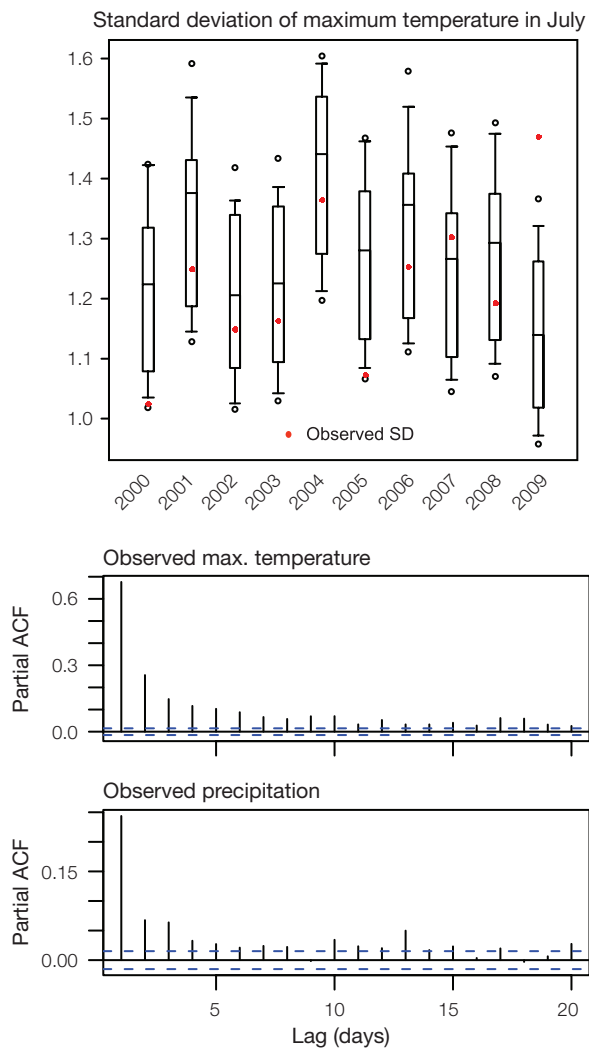 Standard deviation of maximum temperature in July
1.6
1.5
1.4
1.3
1.2
1.1
1.0
Observed SD
2000 2001 2002 2003 2004 2005 2006 2007 2008 2009
Observed max. temperature
Partial ACF
0.6
0.3
0.0
Observed precipitation
Partial ACF
0.15
0.00
5 10 15 20
Lag (days)